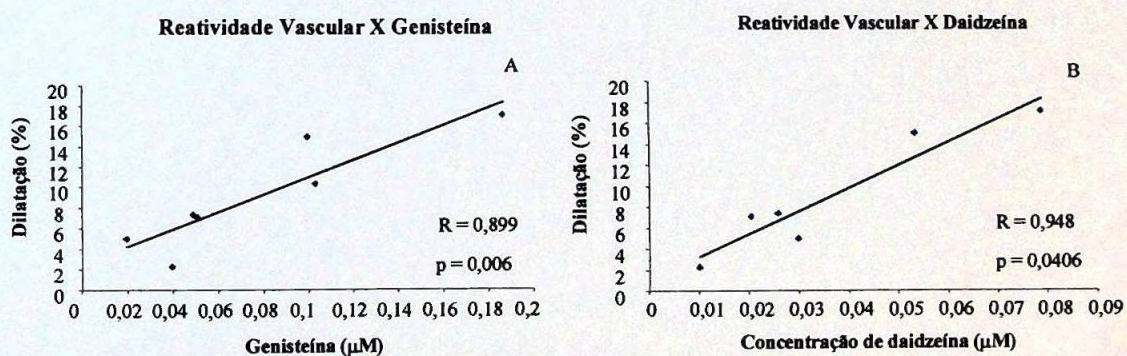 Reatividade Vascular X Genisteína
A
Dilatação (%)
20
18
16
14
12
10
8
6
4
2
0
R = 0,899
p = 0,006
0 0,02 0,04 0,06 0,08 0,1 0,12 0,14 0,16 0,18 0,2
Genisteína (µM)
Reatividade Vascular X Daidzeína
B
Dilatação (%)
20
18
16
14
12
10
8
6
4
2
0
R = 0,948
p = 0,0406
0 0,01 0,02 0,03 0,04 0,05 0,06 0,07 0,08 0,09
Concentração de daidzeína (µM)